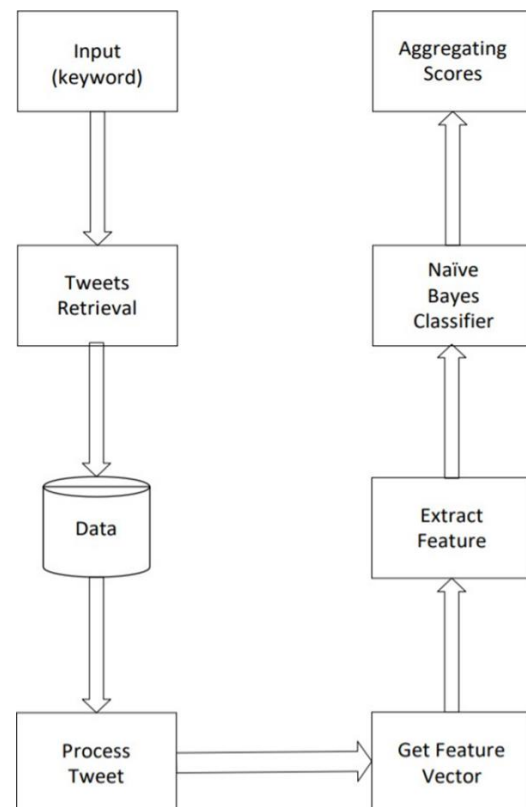 Input
(keyword)
Tweets
Retrieval
Data
Process
Tweet
Get Feature
Vector
Extract
Feature
Naïve
Bayes
Classifier
Aggregating
Scores